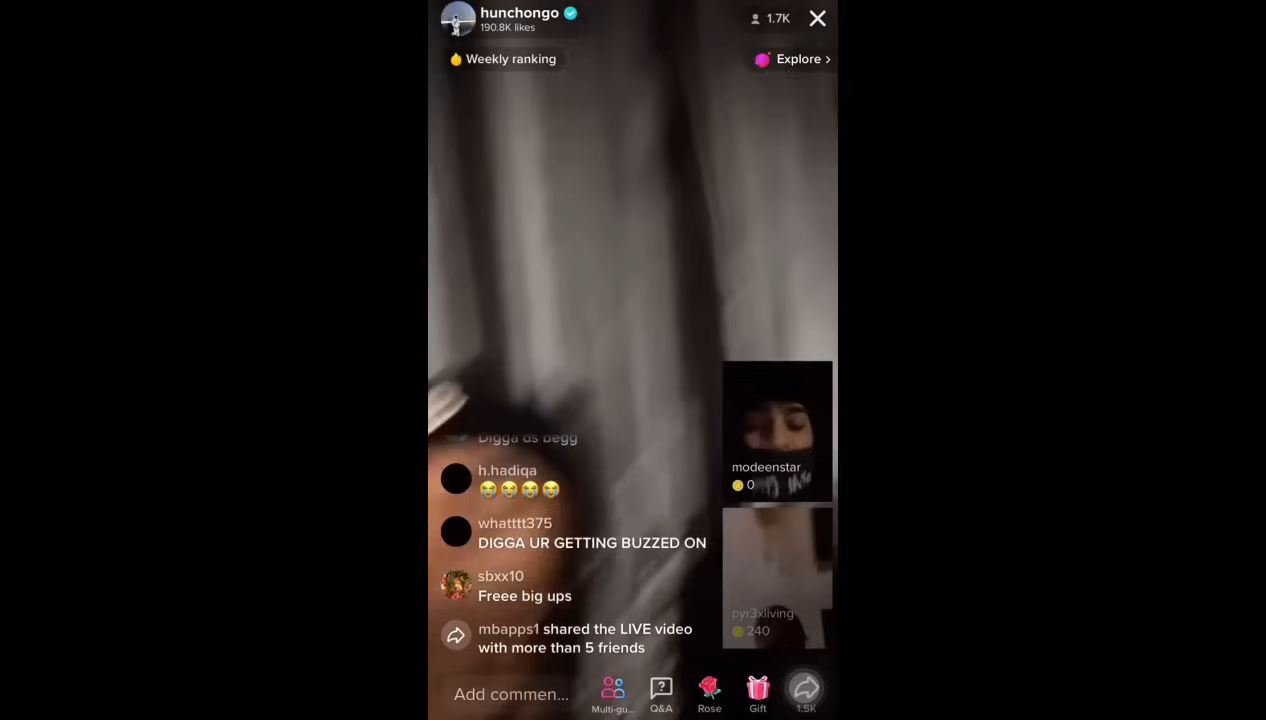 hunchongo
190.8K likes
1.7K
Weekly ranking
Explore >
Digga ds begg
h.hadiqa
😭😭😭😭
whatttt375
DIGGA UR GETTING BUZZED ON
sbxx10
Freee big ups
mbapps1 shared the LIVE video
with more than 5 friends
modeenstar
0
pyr3xliving
240
Add commen...
Multi-gu...
Q&A
Rose
Gift
1.5K